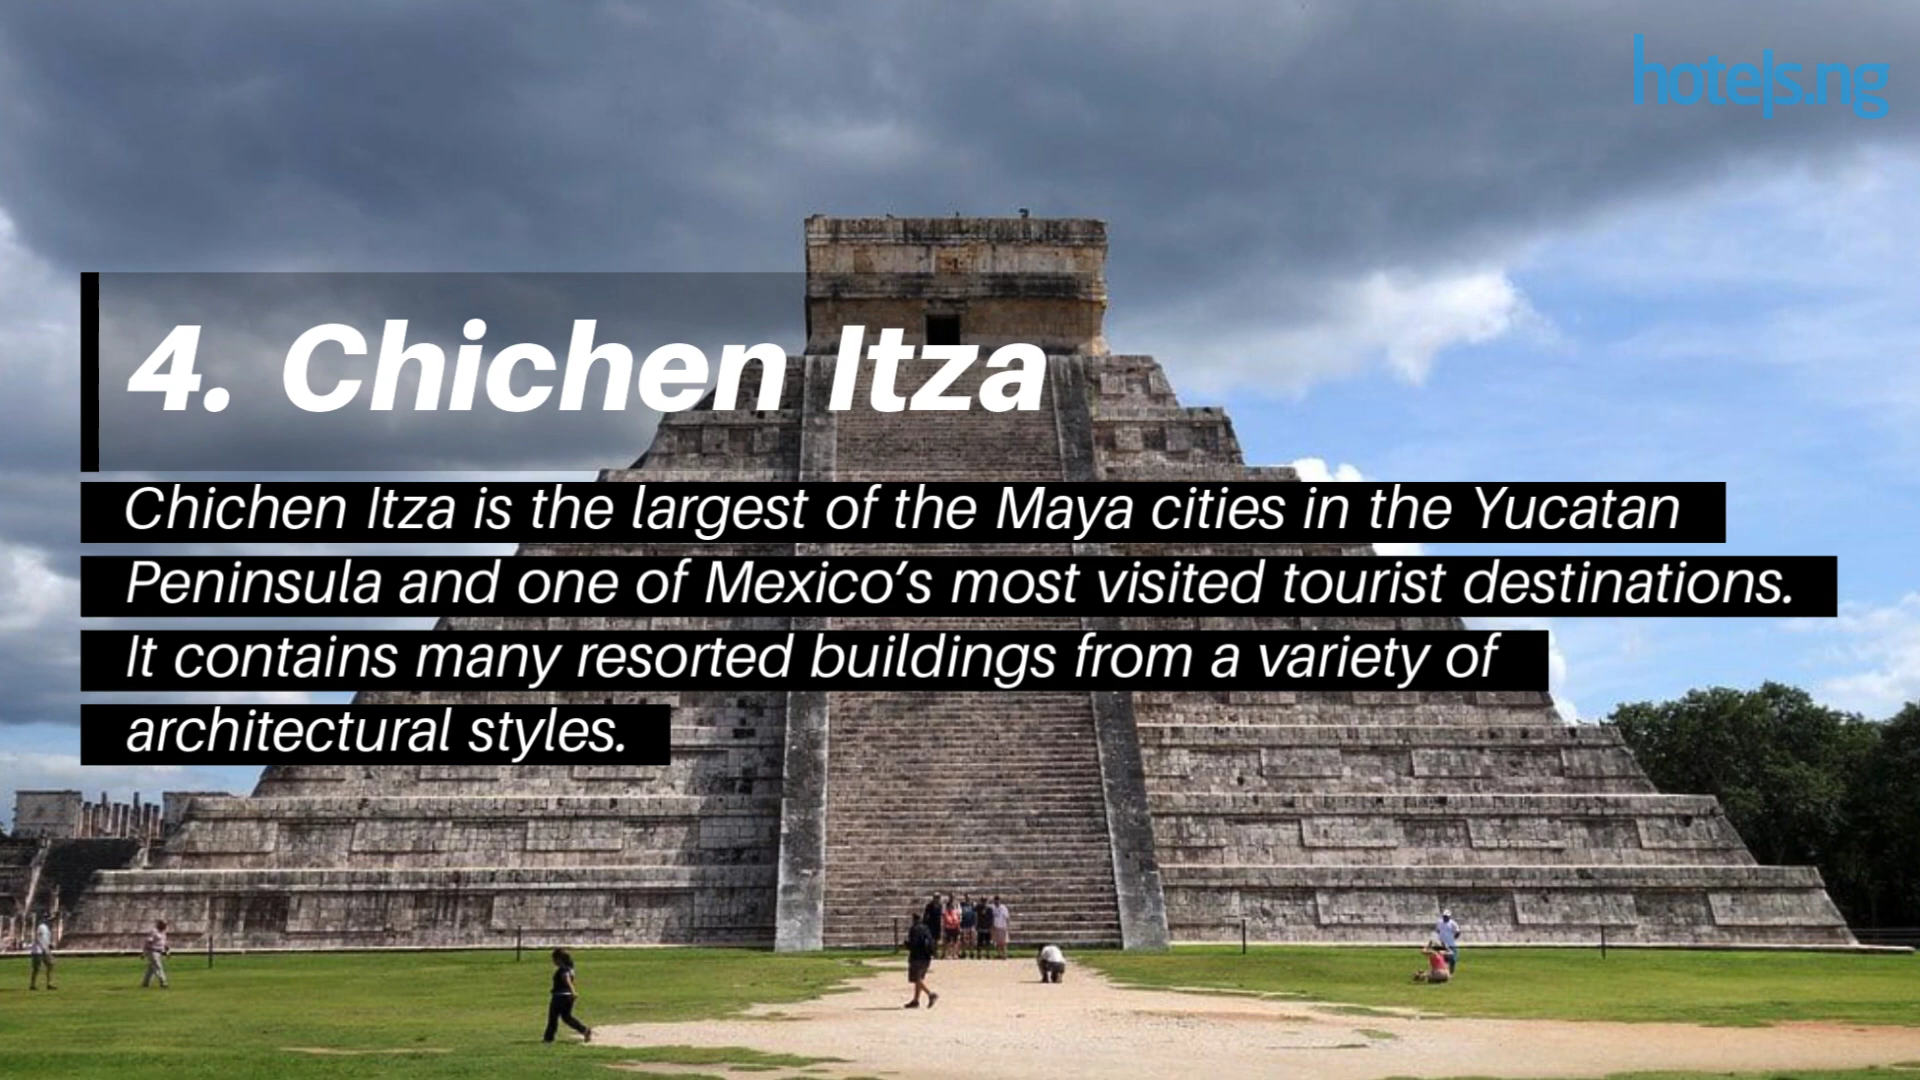 hotels.ng
4. Chichen Itza
Chichen Itza is the largest of the Maya cities in the Yucatan
Peninsula and one of Mexico’s most visited tourist destinations.
It contains many resorted buildings from a variety of
architectural styles.